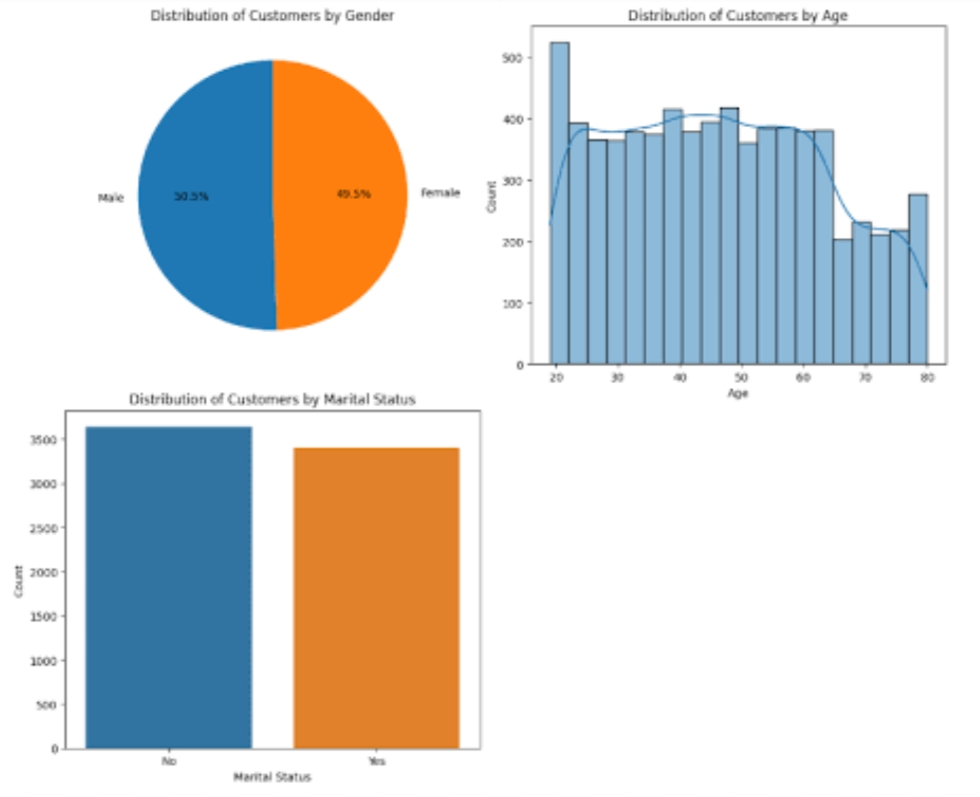 Distribution of Customers by Gender
Male
50.5%
49.5%
Female
Distribution of Customers by Age
500
400
300
200
100
0
Count
20 30 40 50 60 70 80
Age
Distribution of Customers by Marital Status
3500
3000
2500
2000
1500
1000
500
0
Count
No Yes
Marital Status